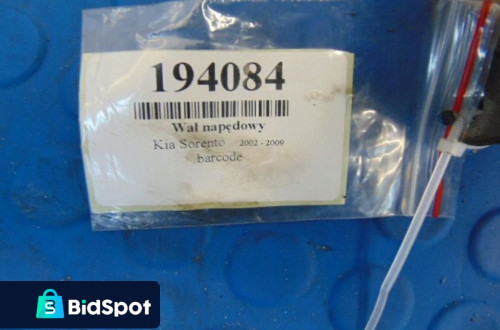 194084
Wał napędowy
Kia Sorento 2002 - 2009
barcode
BidSpot